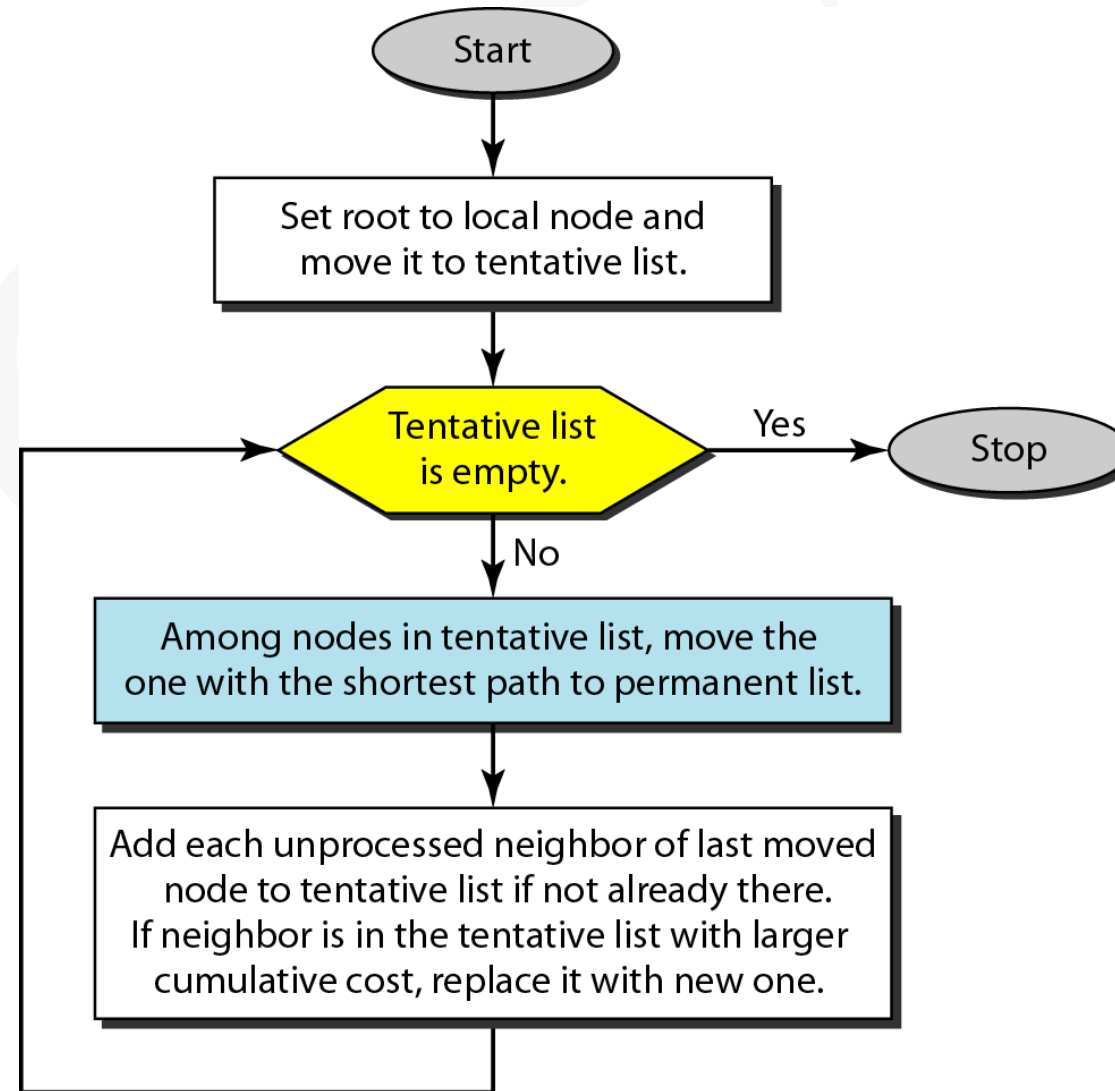 Start
Set root to local node and
move it to tentative list.
Tentative list
is empty.
Yes
Stop
No
Among nodes in tentative list, move the
one with the shortest path to permanent list.
Add each unprocessed neighbor of last moved
node to tentative list if not already there.
If neighbor is in the tentative list with larger
cumulative cost, replace it with new one.